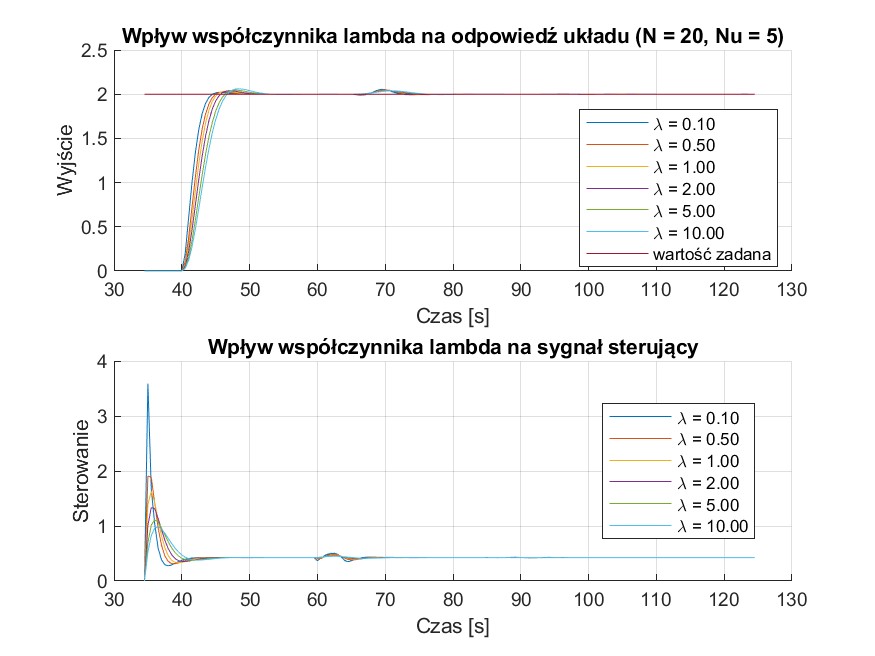 Wpływ współczynnika lambda na odpowiedź układu (N = 20, Nu = 5)
2.5
2
1.5
1
0.5
0
Wyjście
30 40 50 60 70 80 90 100 110 120 130
Czas [s]
λ = 0.10
λ = 0.50
λ = 1.00
λ = 2.00
λ = 5.00
λ = 10.00
wartość zadana
Wpływ współczynnika lambda na sygnał sterujący
4
3
2
1
0
Sterowanie
30 40 50 60 70 80 90 100 110 120 130
Czas [s]
λ = 0.10
λ = 0.50
λ = 1.00
λ = 2.00
λ = 5.00
λ = 10.00